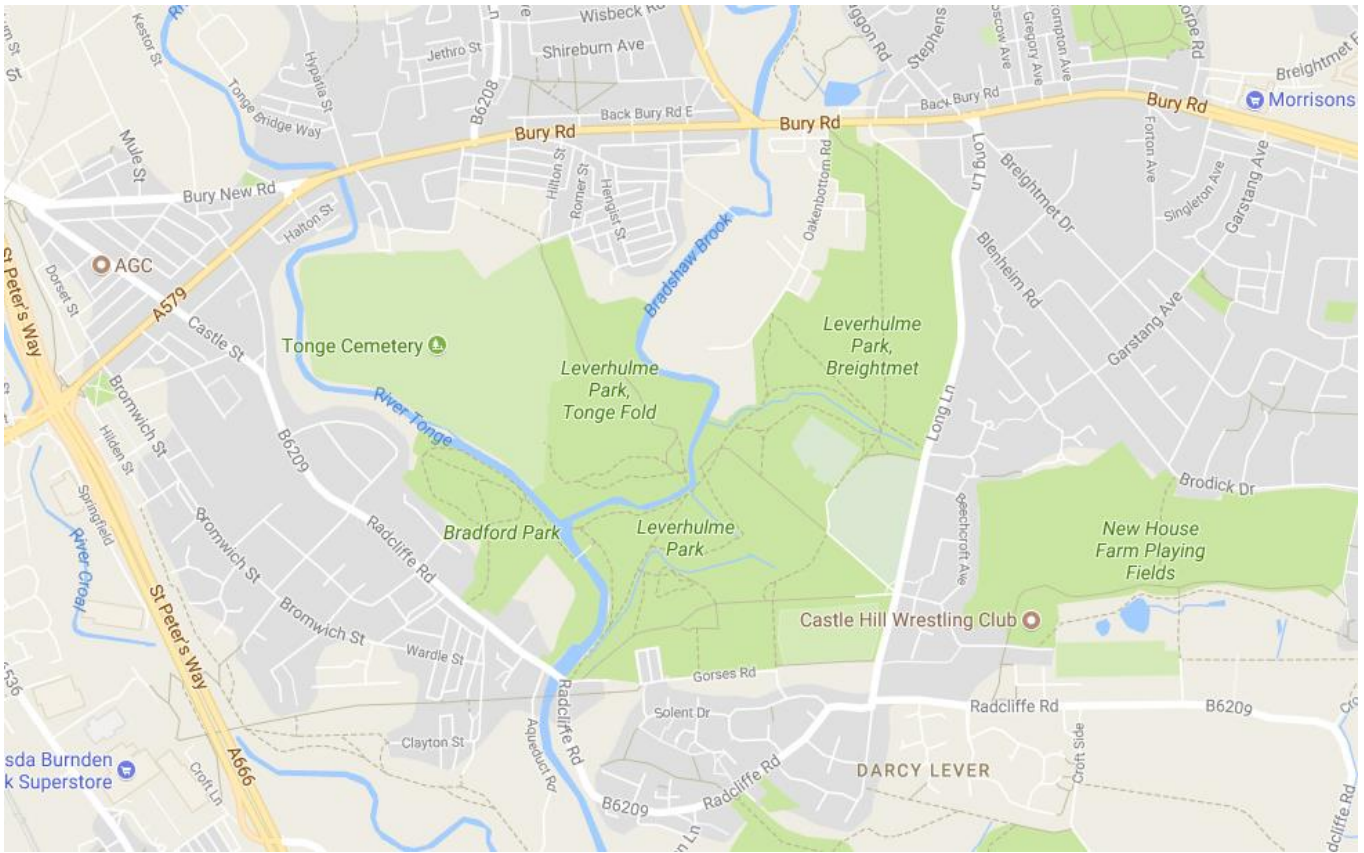 Wisbeck Rd
Kestor St
Hypatia St
Jethro St
Shireburn Ave
Stephens
Gregory Ave
B6208
Tonge Bridge Way
Back Bury Rd E
Back Bury Rd
Breightmet
Morrisons
Bury Rd
Bury Rd
Bury Rd
Mule St
Bury New Rd
Hilton St
Romer St
Hengist St
Oakenbottom Rd
Long Ln
Breightmet Dr
Forton Ave
Singleton Ave
Garstang Ave
Halton St
Bradshaw Brook
Blenheim Rd
AGC
Dorset St
St Peter's Way
A579
Castle St
Tonge Cemetery
Leverhulme
Park,
Tonge Fold
Leverhulme
Park,
Breightmet
Garstang Ave
River Tonge
Bromwich St
Hilden St
B6209
Long Ln
Springfield
Bromwich St
Radcliffe Rd
Bradford Park
Leverhulme
Park
Beechcroft Ave
Brodick Dr
New House
Farm Playing
Fields
River Croal
St Peter's Way
Bromwich St
Wardle St
Castle Hill Wrestling Club
Gorses Rd
Radcliffe Rd
Solent Dr
Radcliffe Rd
B6209
Clayton St
Aqueduct Rd
A666
Croft Ln
sda Burnden
k Superstore
Radcliffe Rd
B6209
DARCY LEVER
Croft Side
dcliffe Rd